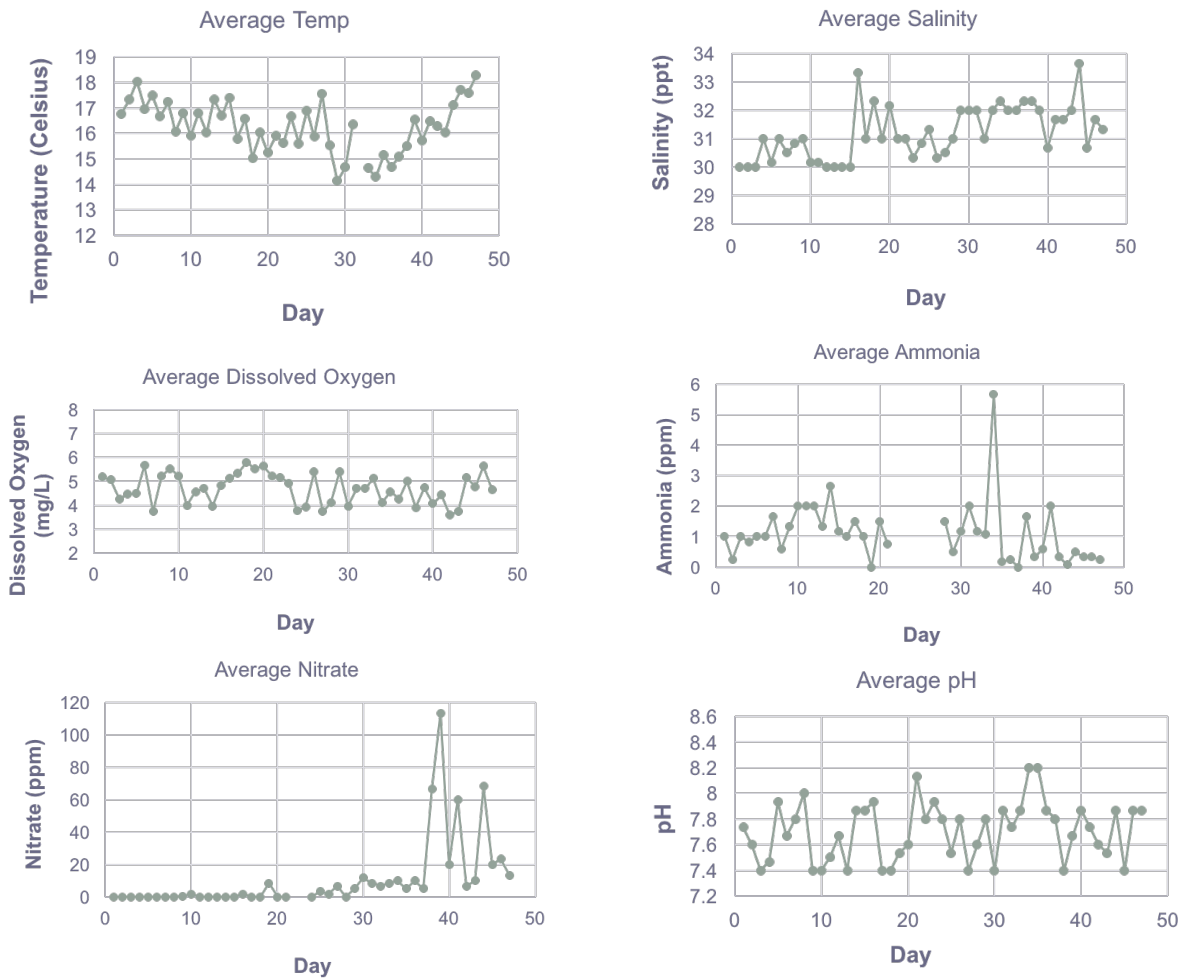 Average Temp
Temperature (Celsius)
19
18
17
16
15
14
13
12
0 10 20 30 40 50
Day
Average Salinity
Salinity (ppt)
34
33
32
31
30
29
28
0 10 20 30 40 50
Day
Average Dissolved Oxygen
Dissolved Oxygen
(mg/L)
8
7
6
5
4
3
2
0 10 20 30 40 50
Day
Average Ammonia
Ammonia (ppm)
6
5
4
3
2
1
0
0 10 20 30 40 50
Day
Average Nitrate
Nitrate (ppm)
120
100
80
60
40
20
0
0 10 20 30 40 50
Day
Average pH
pH
8.6
8.4
8.2
8
7.8
7.6
7.4
7.2
0 10 20 30 40 50
Day